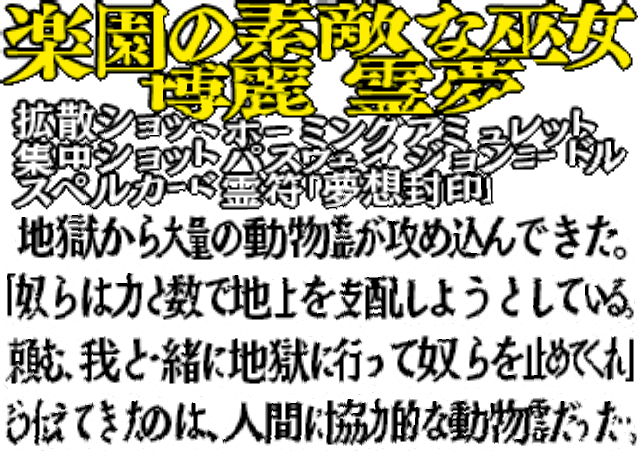 楽園の素敵な巫女
博麗 霊夢
拡散ショット ホーミングアミュレット
集中ショット パスウェイジョンニードル
スペルカード 霊符「夢想封印」
地獄から大量の動物霊が攻め込んできた。
「奴らは力と数で地上を支配しようとしている。
頼む、我と一緒に地獄に行って奴らを止めてくれ」
そう伝えてきたのは、人間に協力的な動物霊だった…。